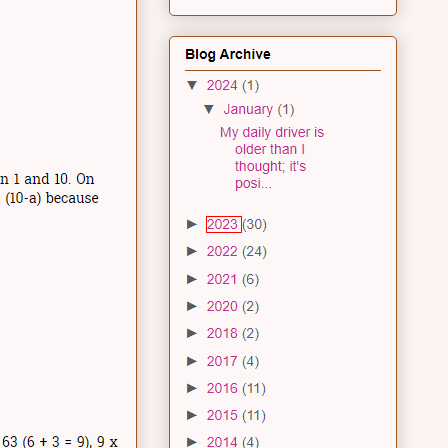 Blog Archive
▼ 2024 (1)
▼ January (1)
My daily driver is
older than I
thought; it's
posi...
n 1 and 10. On
(10-a) because
► 2023 (30)
► 2022 (24)
► 2021 (6)
► 2020 (2)
► 2018 (2)
► 2017 (4)
► 2016 (11)
► 2015 (11)
► 2014 (4)
63 (6 + 3 = 9), 9 x